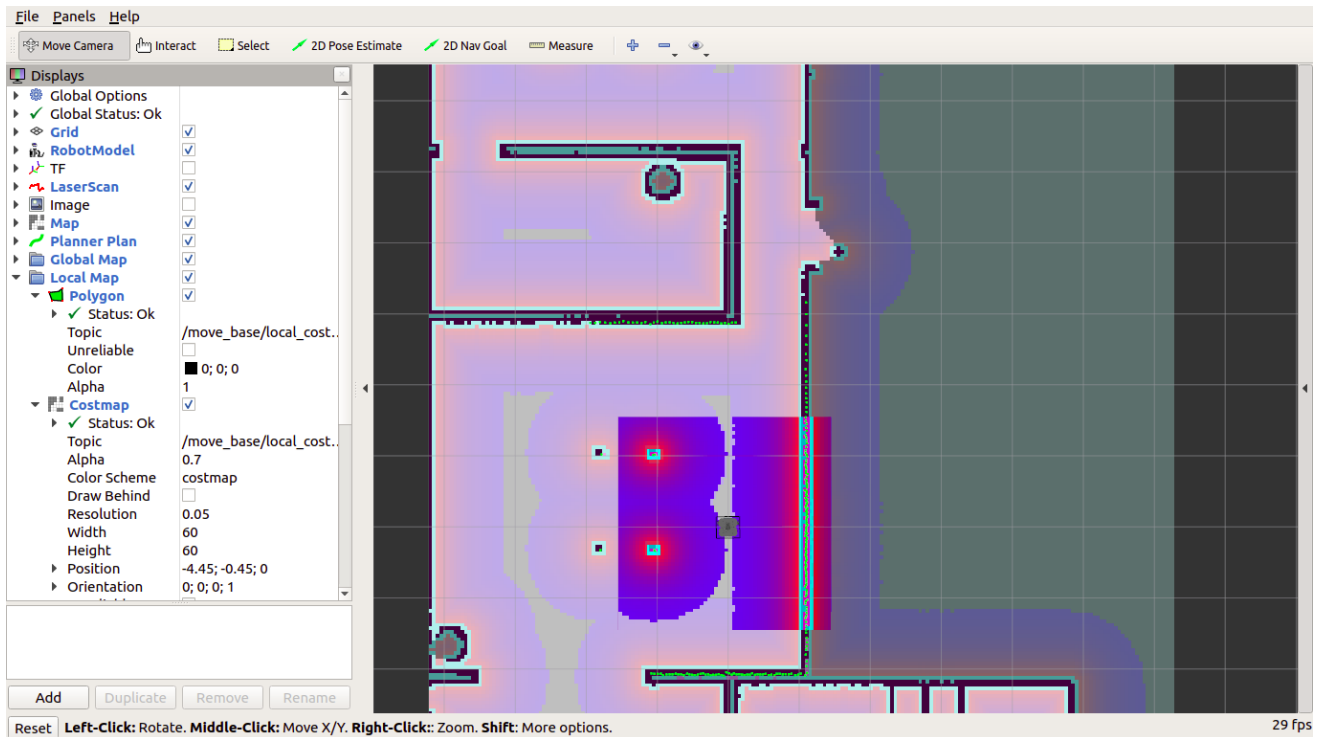 File Panels Help
Move Camera Interact Select 2D Pose Estimate 2D Nav Goal Measure
Displays
Global Options
Global Status: Ok
Grid
RobotModel
TF
LaserScan
Image
Map
Planner Plan
Global Map
Local Map
Polygon
Status: Ok
Topic /move_base/local_cost..
Unreliable
Color 0; 0; 0
Alpha 1
Costmap
Status: Ok
Topic /move_base/local_cost..
Alpha 0.7
Color Scheme costmap
Draw Behind
Resolution 0.05
Width 60
Height 60
Position -4.45; -0.45; 0
Orientation 0; 0; 0; 1
Add Duplicate Remove Rename
Reset Left-Click: Rotate. Middle-Click: Move X/Y. Right-Click:: Zoom. Shift: More options. 29 fps